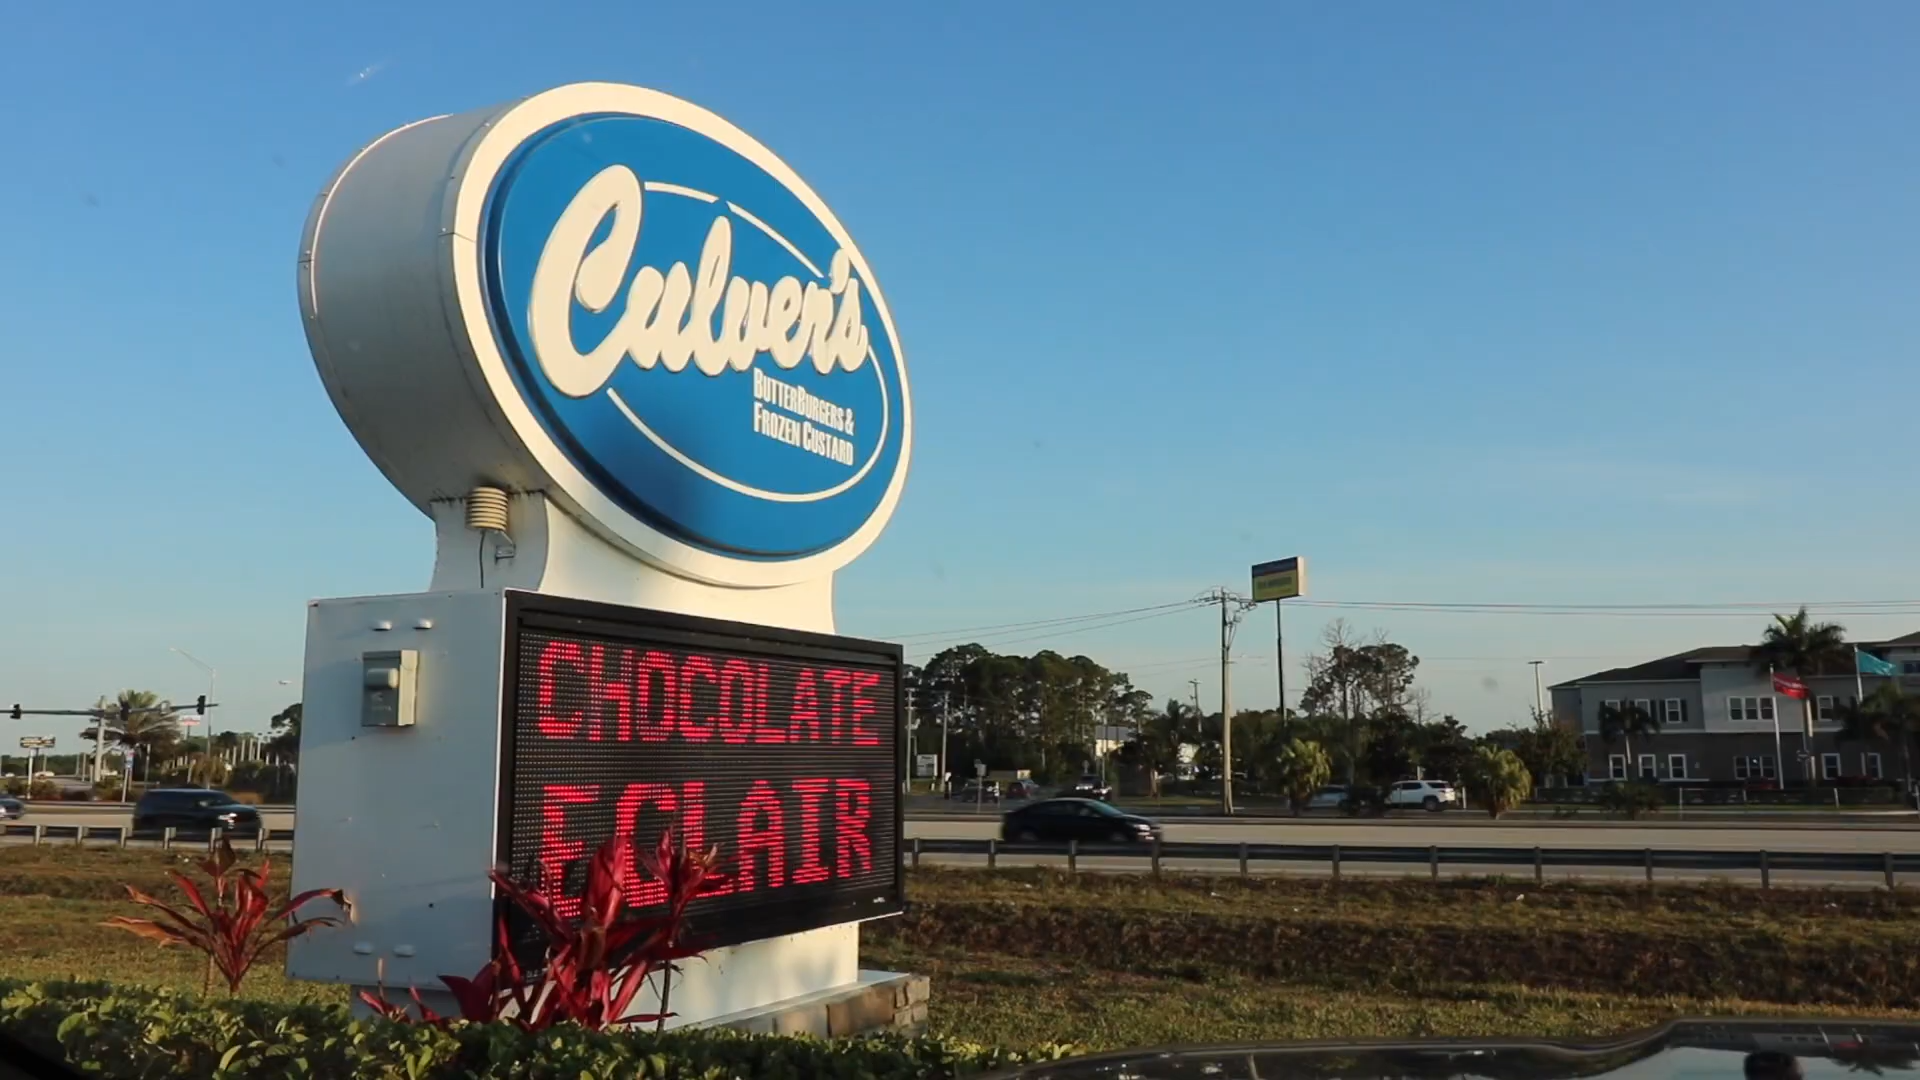 Culver's
BUTTERBURGERS &
FROZEN CUSTARD
CHOCOLATE
ECLAIR